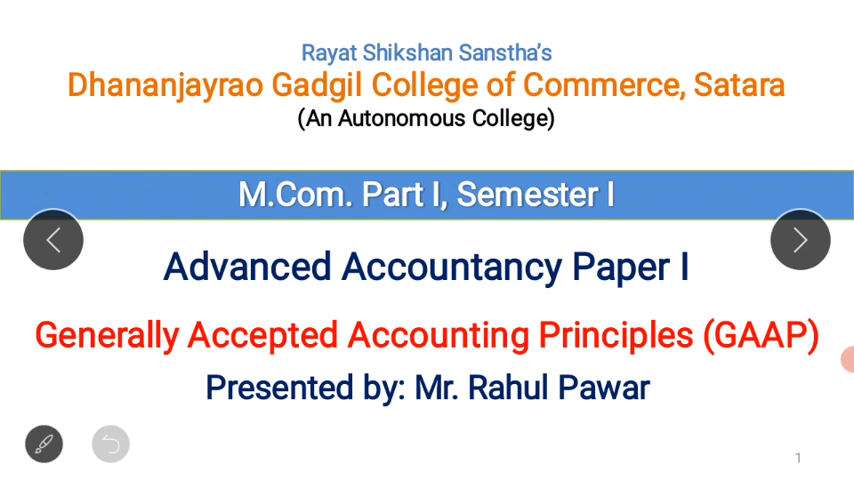 Rayat Shikshan Sanstha’s
Dhananjayrao Gadgil College of Commerce, Satara
(An Autonomous College)
M.Com. Part I, Semester I
Advanced Accountancy Paper I
Generally Accepted Accounting Principles (GAAP)
Presented by: Mr. Rahul Pawar
1